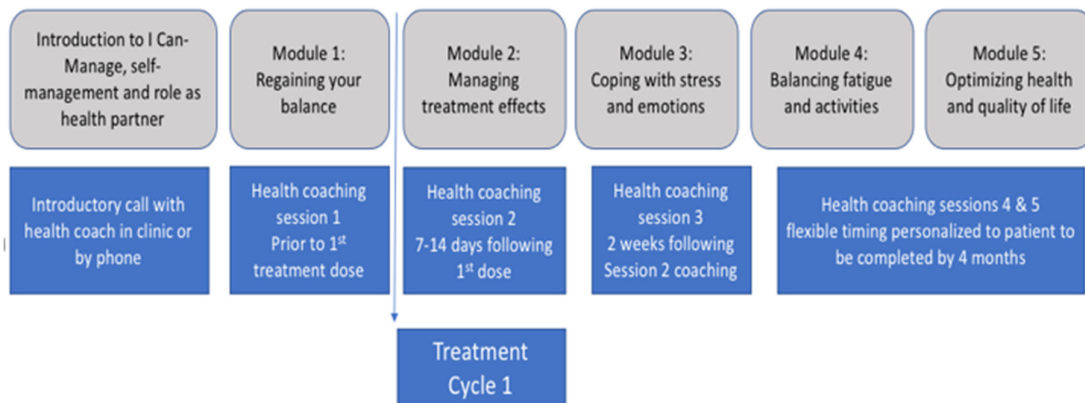 Introduction to I Can-
Manage, self-
management and role as
health partner
Module 1:
Regaining your
balance
Module 2:
Managing
treatment effects
Module 3:
Coping with stress
and emotions
Module 4:
Balancing fatigue
and activities
Module 5:
Optimizing health
and quality of life
Introductory call with
health coach in clinic or
by phone
Health coaching
session 1
Prior to 1st
treatment dose
Health coaching
session 2
7-14 days following
1st dose
Health coaching
session 3
2 weeks following
Session 2 coaching
Health coaching sessions 4 & 5
flexible timing personalized to patient to
be completed by 4 months
Treatment
Cycle 1